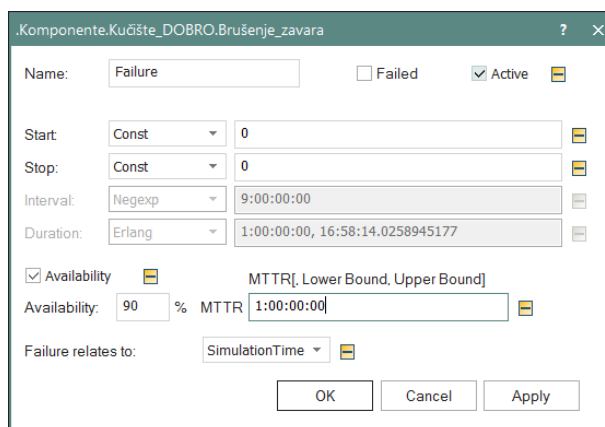 .Komponente.Kučište_DOBRO.Brušenje_zavara ? ×
Name: Failure Failed Active
Start: Const 0
Stop: Const 0
Interval: Negexp 9:00:00:00
Duration: Erlang 1:00:00:00, 16:58:14.0258945177
Availability MTTR[, Lower Bound, Upper Bound]
Availability: 90 % MTTR 1:00:00:00
Failure relates to: SimulationTime
OK Cancel Apply